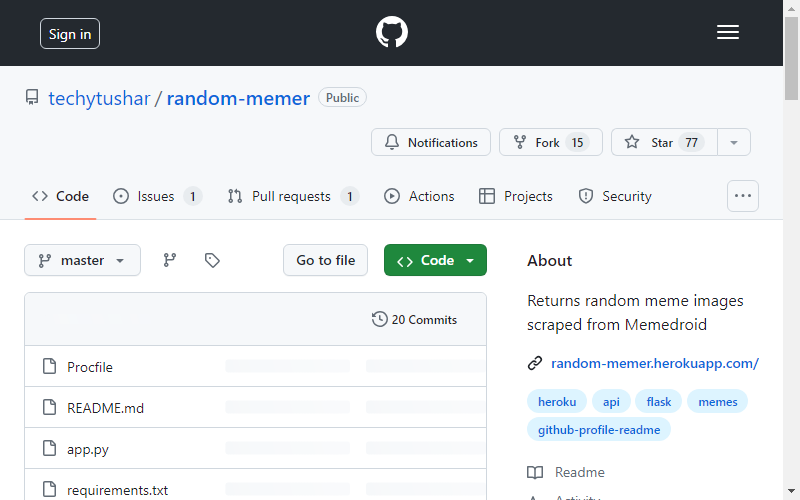 Sign in
techytushar / random-memer Public
Notifications Fork 15 Star 77
Code Issues 1 Pull requests 1 Actions Projects Security
master Go to file Code
About
Returns random meme images
scraped from Memedroid
random-memer.herokuapp.com/
heroku api flask memes
github-profile-readme
Readme
Activity
20 Commits
Procfile
README.md
app.py
requirements.txt